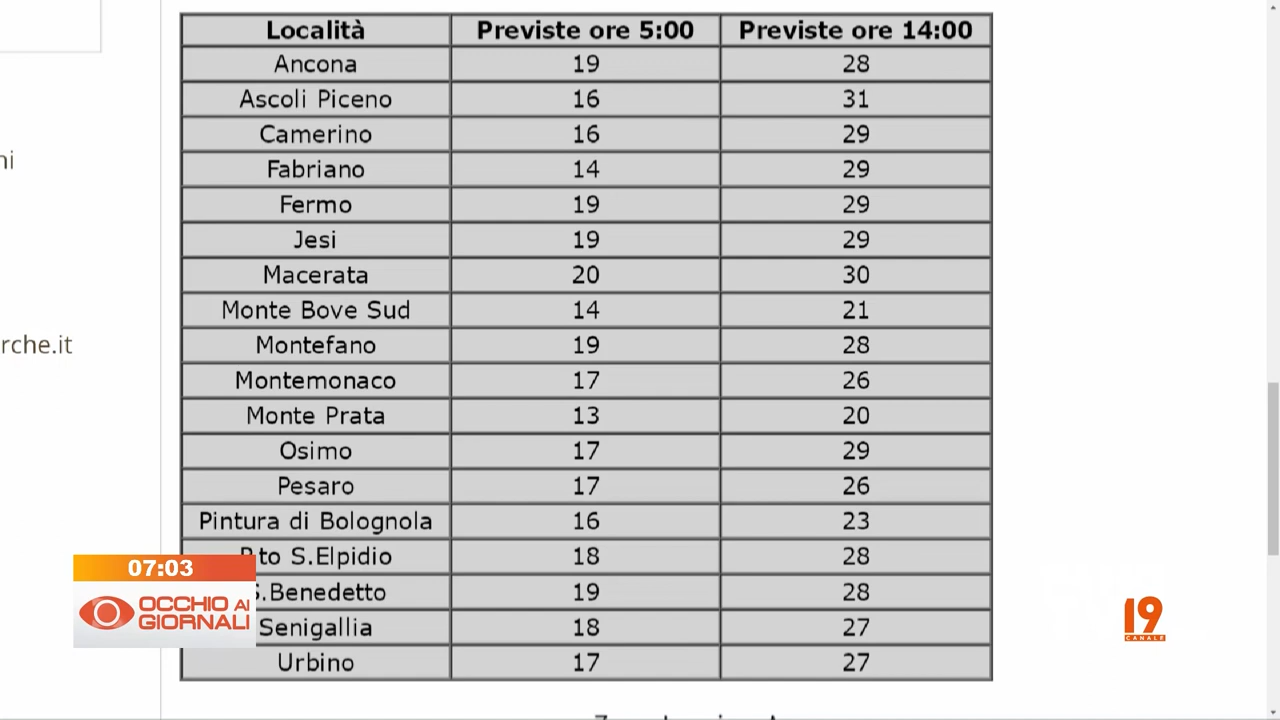 Località Previste ore 5:00 Previste ore 14:00
Ancona 19 28
Ascoli Piceno 16 31
Camerino 16 29
ni
Fabriano 14 29
Fermo 19 29
Jesi 19 29
Macerata 20 30
Monte Bove Sud 14 21
rche.it
Montefano 19 28
Montemonaco 17 26
Monte Prata 13 20
Osimo 17 29
Pesaro 17 26
Pintura di Bolognola 16 23
P.to S.Elpidio 18 28
S.Benedetto 19 28
Senigallia 18 27
Urbino 17 27
07:03
OCCHIO AI
GIORNALI
19
CANALE